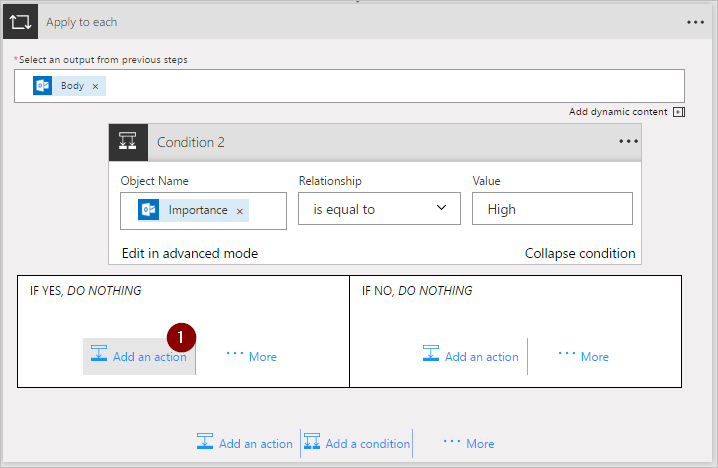 Apply to each
*Select an output from previous steps
Body ×
Add dynamic content
Condition 2
Object Name Relationship Value
Importance × is equal to High
Edit in advanced mode Collapse condition
IF YES, DO NOTHING IF NO, DO NOTHING
1
Add an action More Add an action More
Add an action Add a condition More